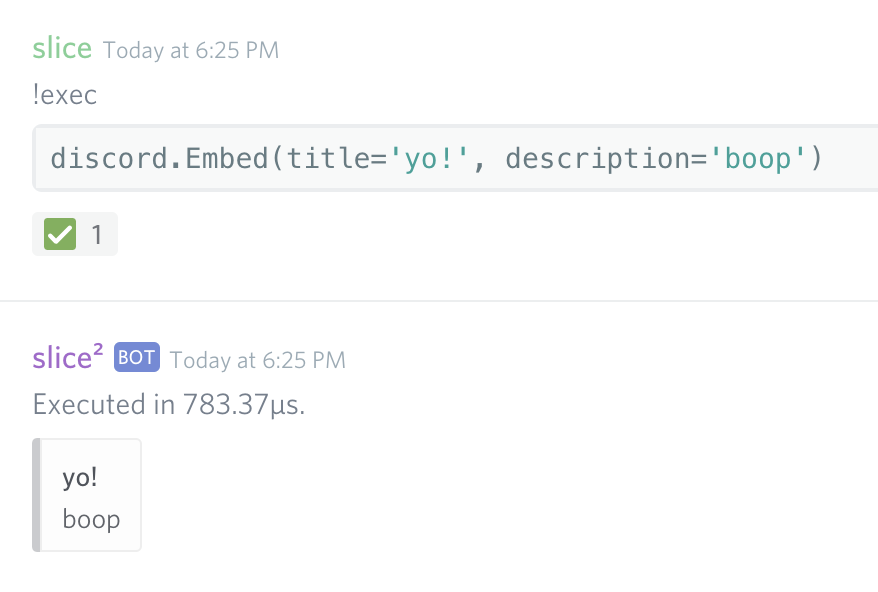 slice Today at 6:25 PM
!exec
discord.Embed(title='yo!', description='boop')
1
slice² BOT Today at 6:25 PM
Executed in 783.37µs.
yo!
boop